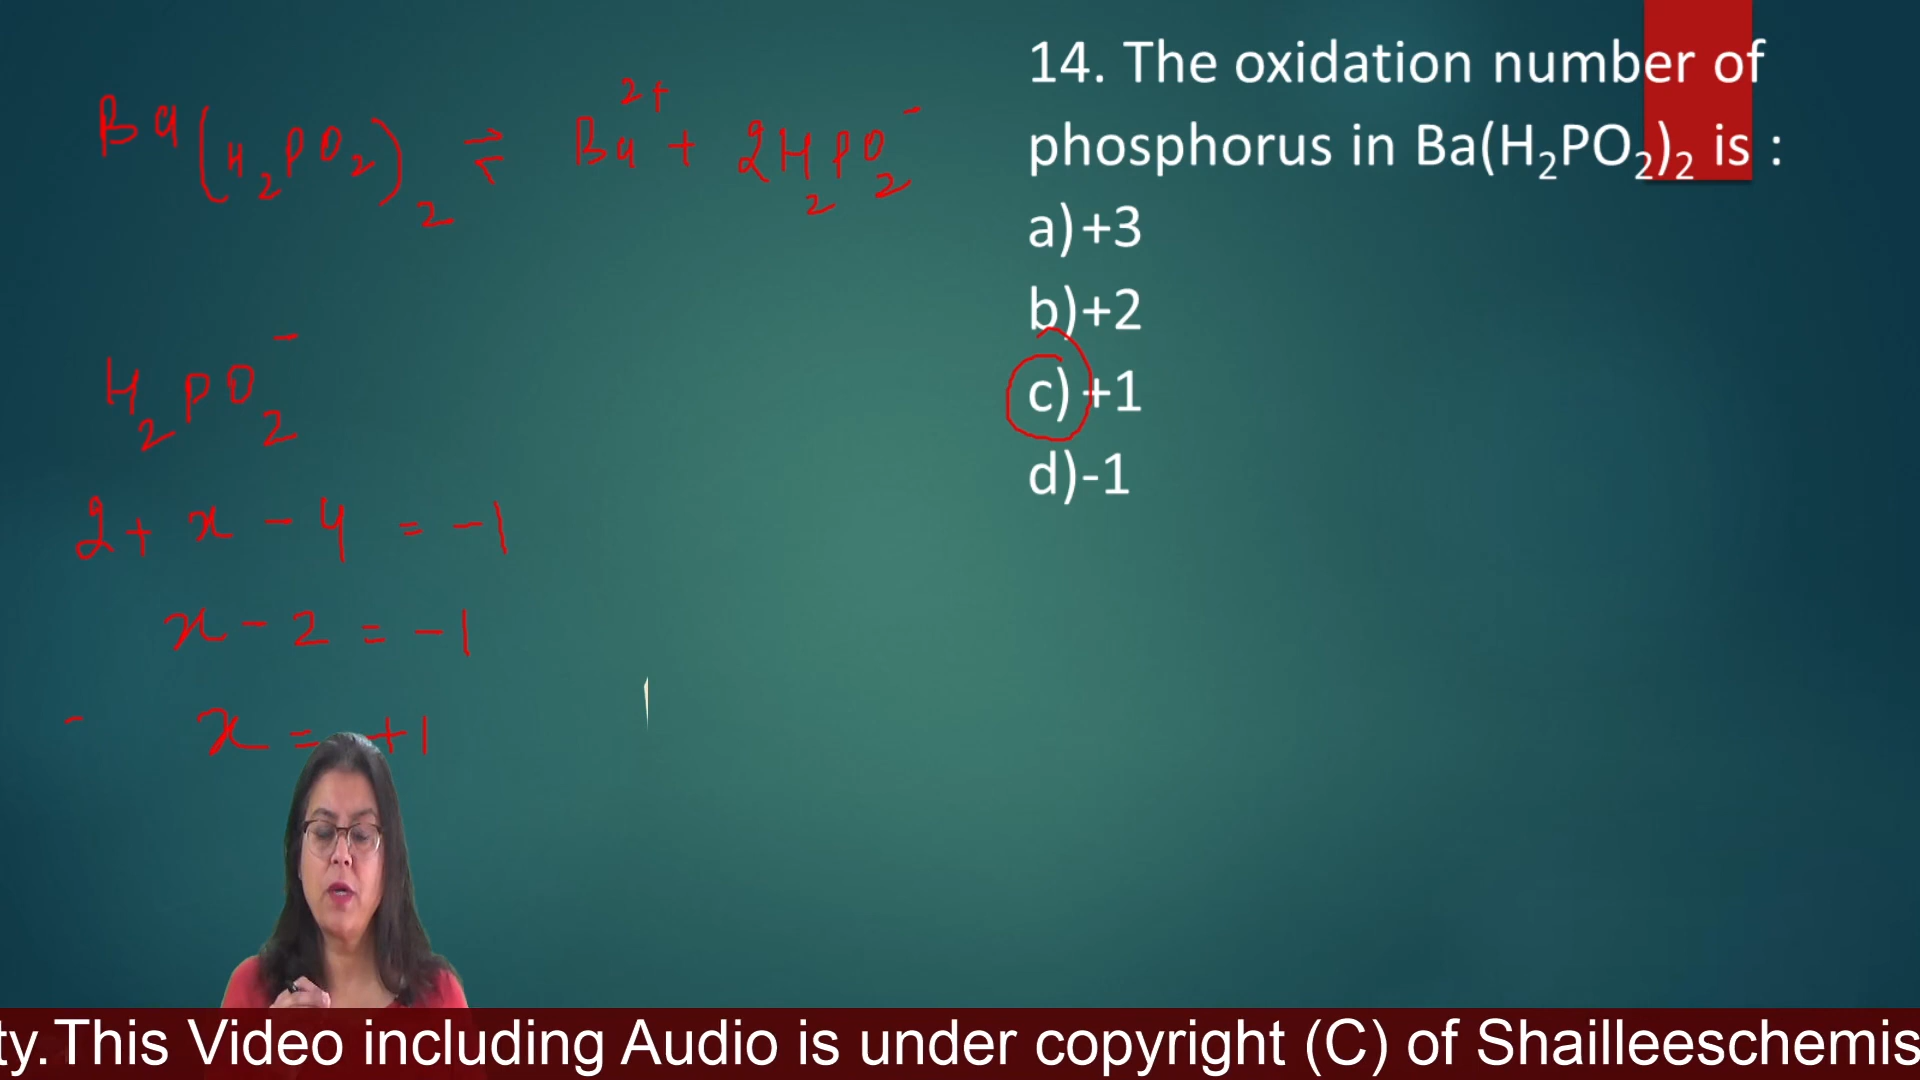 Ba(H₂PO₂)₂ ⇌ Ba²⁺ + 2H₂PO₂⁻
H₂PO₂⁻
2 + x - 4 = -1
x - 2 = -1
x = +1
14. The oxidation number of
phosphorus in Ba(H₂PO₂)₂ is :
a)+3
b)+2
c)+1
d)-1
ty.This Video including Audio is under copyright (C) of Shailleeschemis